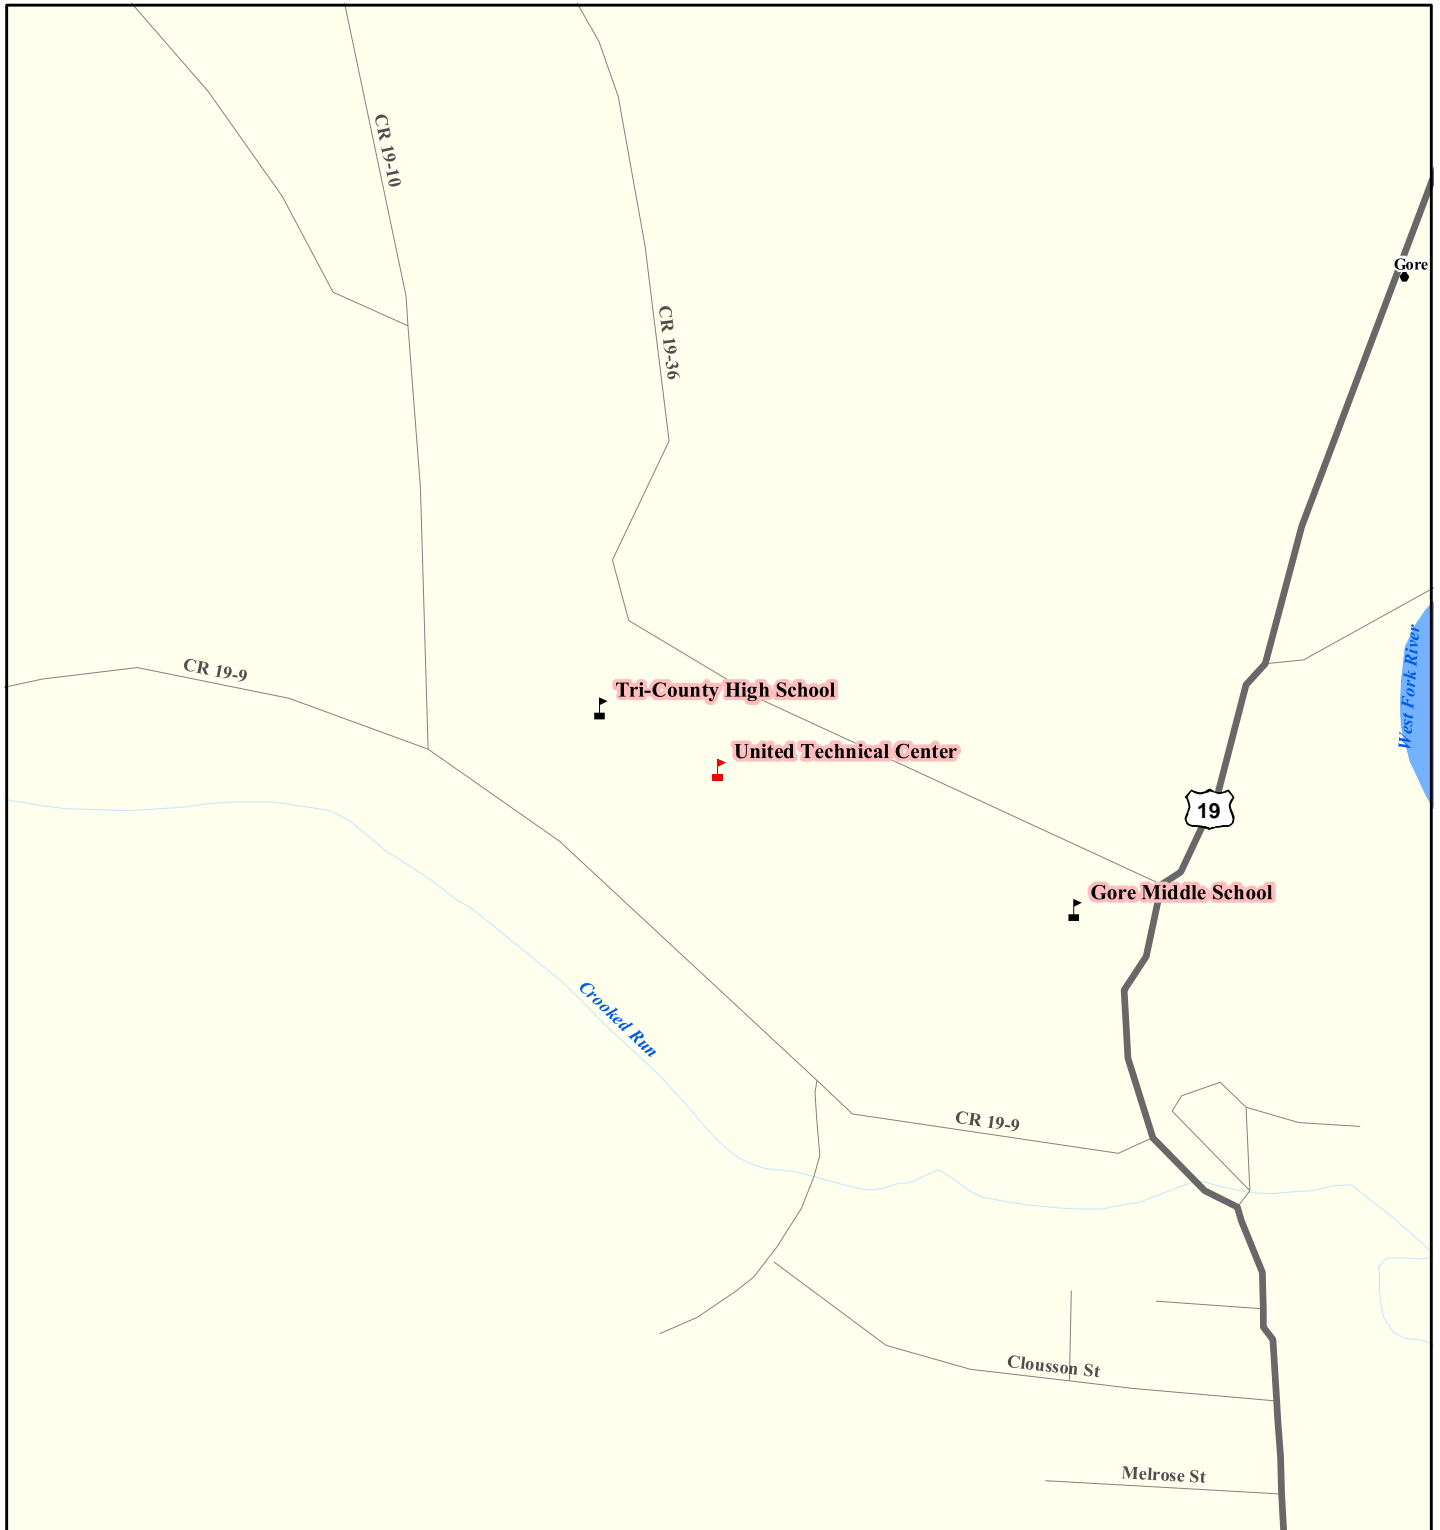 CR 19-10
Gore
CR 19-36
West Fork River
CR 19-9
Tri-County High School
United Technical Center
19
Gore Middle School
Crooked Run
CR 19-9
Clousson St
Melrose St